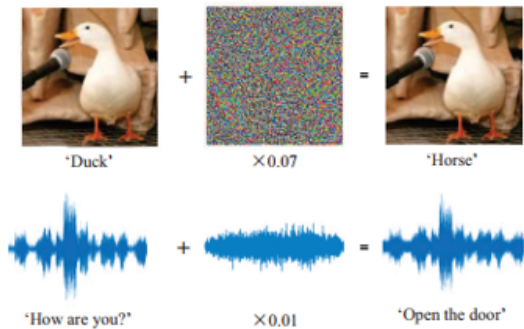 + =
'Duck' ×0.07 'Horse'
+ =
'How are you?' ×0.01 'Open the door'